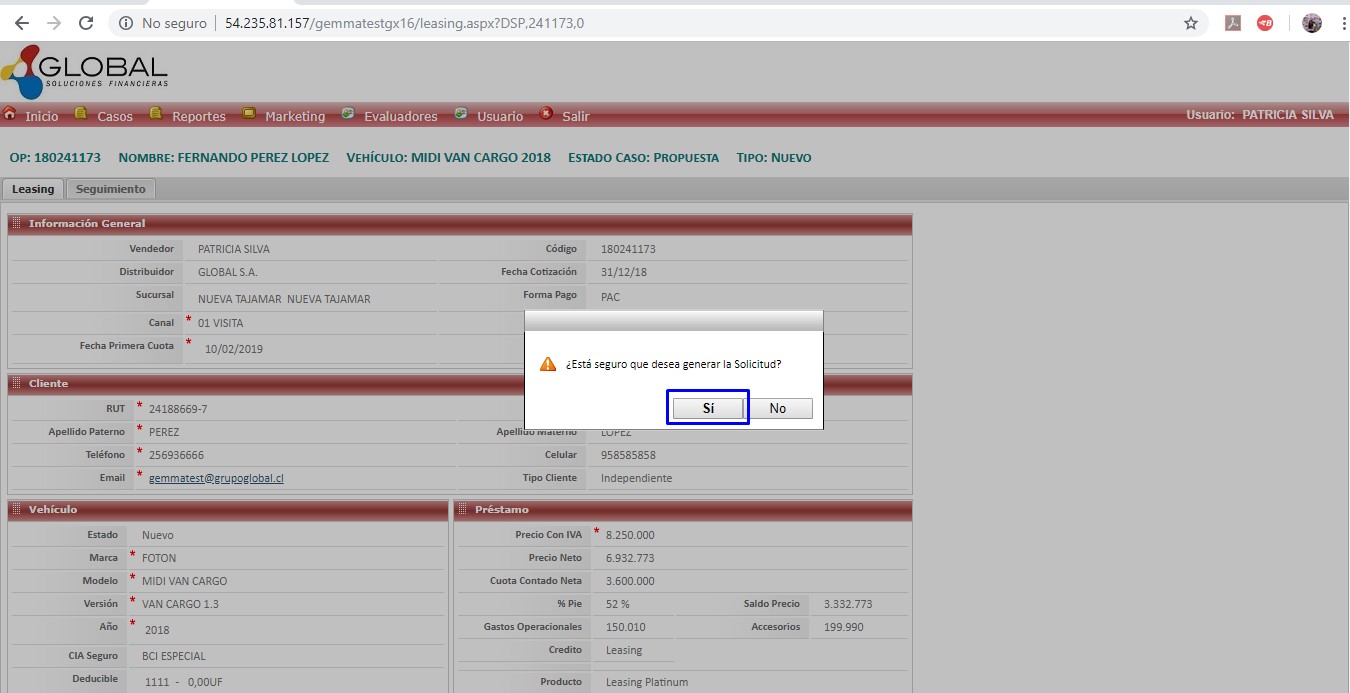 No seguro 54.235.81.157/gemmatestgx16/leasing.aspx?DSP,241173,0
GLOBAL
SOLUCIONES FINANCIERAS
Inicio Casos Reportes Marketing Evaluadores Usuario Salir Usuario: PATRICIA SILVA
OP: 180241173 NOMBRE: FERNANDO PEREZ LOPEZ VEHÍCULO: MIDI VAN CARGO 2018 ESTADO CASO: PROPUESTA TIPO: NUEVO
Leasing Seguimiento
Información General
Vendedor PATRICIA SILVA Código 180241173
Distribuidor GLOBAL S.A. Fecha Cotización 31/12/18
Sucursal NUEVA TAJAMAR NUEVA TAJAMAR Forma Pago PAC
Canal * 01 VISITA
Fecha Primera Cuota * 10/02/2019
¿Está seguro que desea generar la Solicitud?
Sí No
Cliente
RUT * 24188669-7
Apellido Paterno * PEREZ Apellido Materno LOPEZ
Teléfono * 256936666 Celular 958585858
Email * gemmatest@grupoglobal.cl Tipo Cliente Independiente
Vehículo
Estado Nuevo
Marca * FOTON
Modelo * MIDI VAN CARGO
Versión * VAN CARGO 1.3
Año * 2018
CIA Seguro BCI ESPECIAL
Deducible 1111 - 0,00UF
Préstamo
Precio Con IVA * 8.250.000
Precio Neto 6.932.773
Cuota Contado Neta 3.600.000
% Pie 52 % Saldo Precio 3.332.773
Gastos Operacionales 150.010 Accesorios 199.990
Credito Leasing
Producto Leasing Platinum